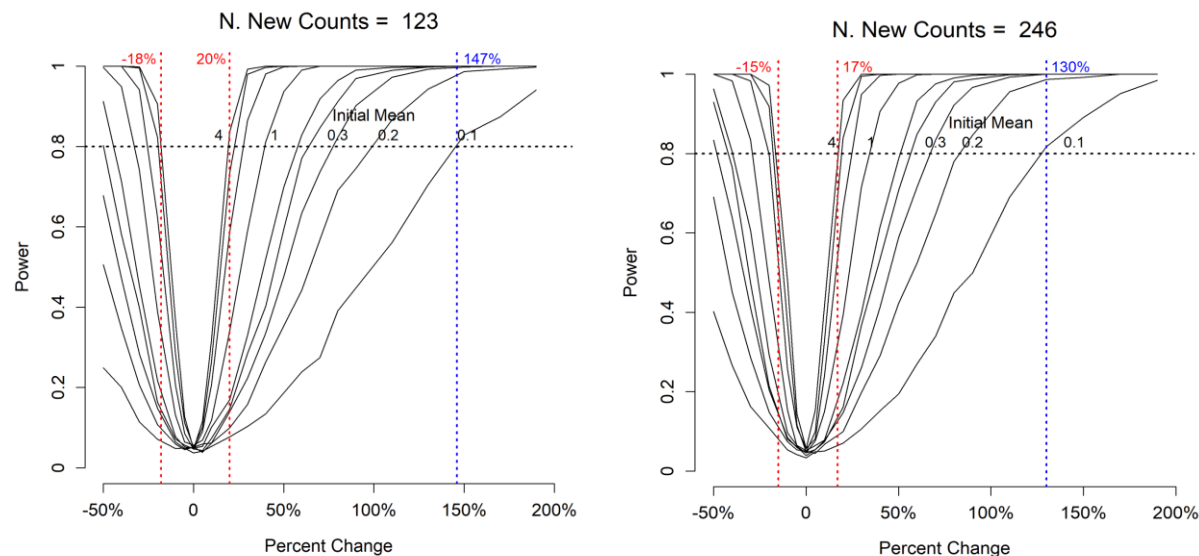 N. New Counts = 123
-18% 20% 147%
Initial Mean
4 1 0.3 0.2 0.1
Power
0 0.2 0.4 0.6 0.8 1
-50% 0 50% 100% 150% 200%
Percent Change
N. New Counts = 246
-15% 17% 130%
Initial Mean
4 1 0.3 0.2 0.1
Power
0 0.2 0.4 0.6 0.8 1
-50% 0 50% 100% 150% 200%
Percent Change